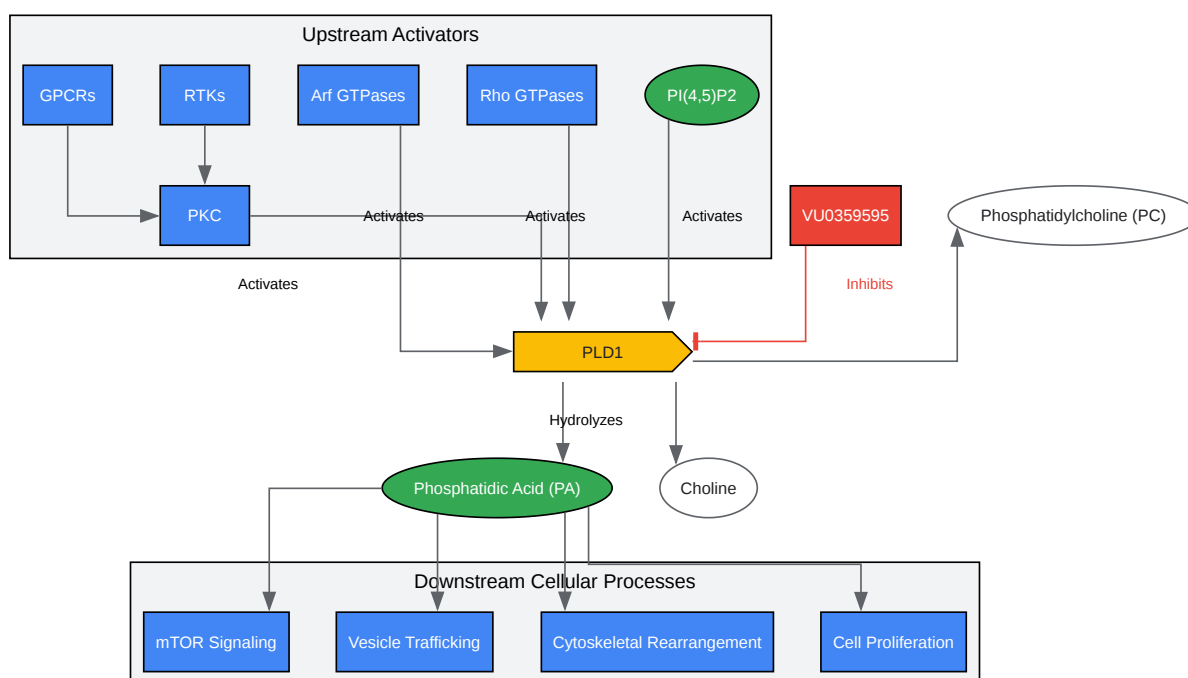 Upstream Activators
GPCRs
RTKs
Arf GTPases
Rho GTPases
PI(4,5)P2
PKC
Activates
Activates
Activates
VU0359595
Phosphatidylcholine (PC)
Activates
Inhibits
PLD1
Hydrolyzes
Phosphatidic Acid (PA)
Choline
Downstream Cellular Processes
mTOR Signaling
Vesicle Trafficking
Cytoskeletal Rearrangement
Cell Proliferation